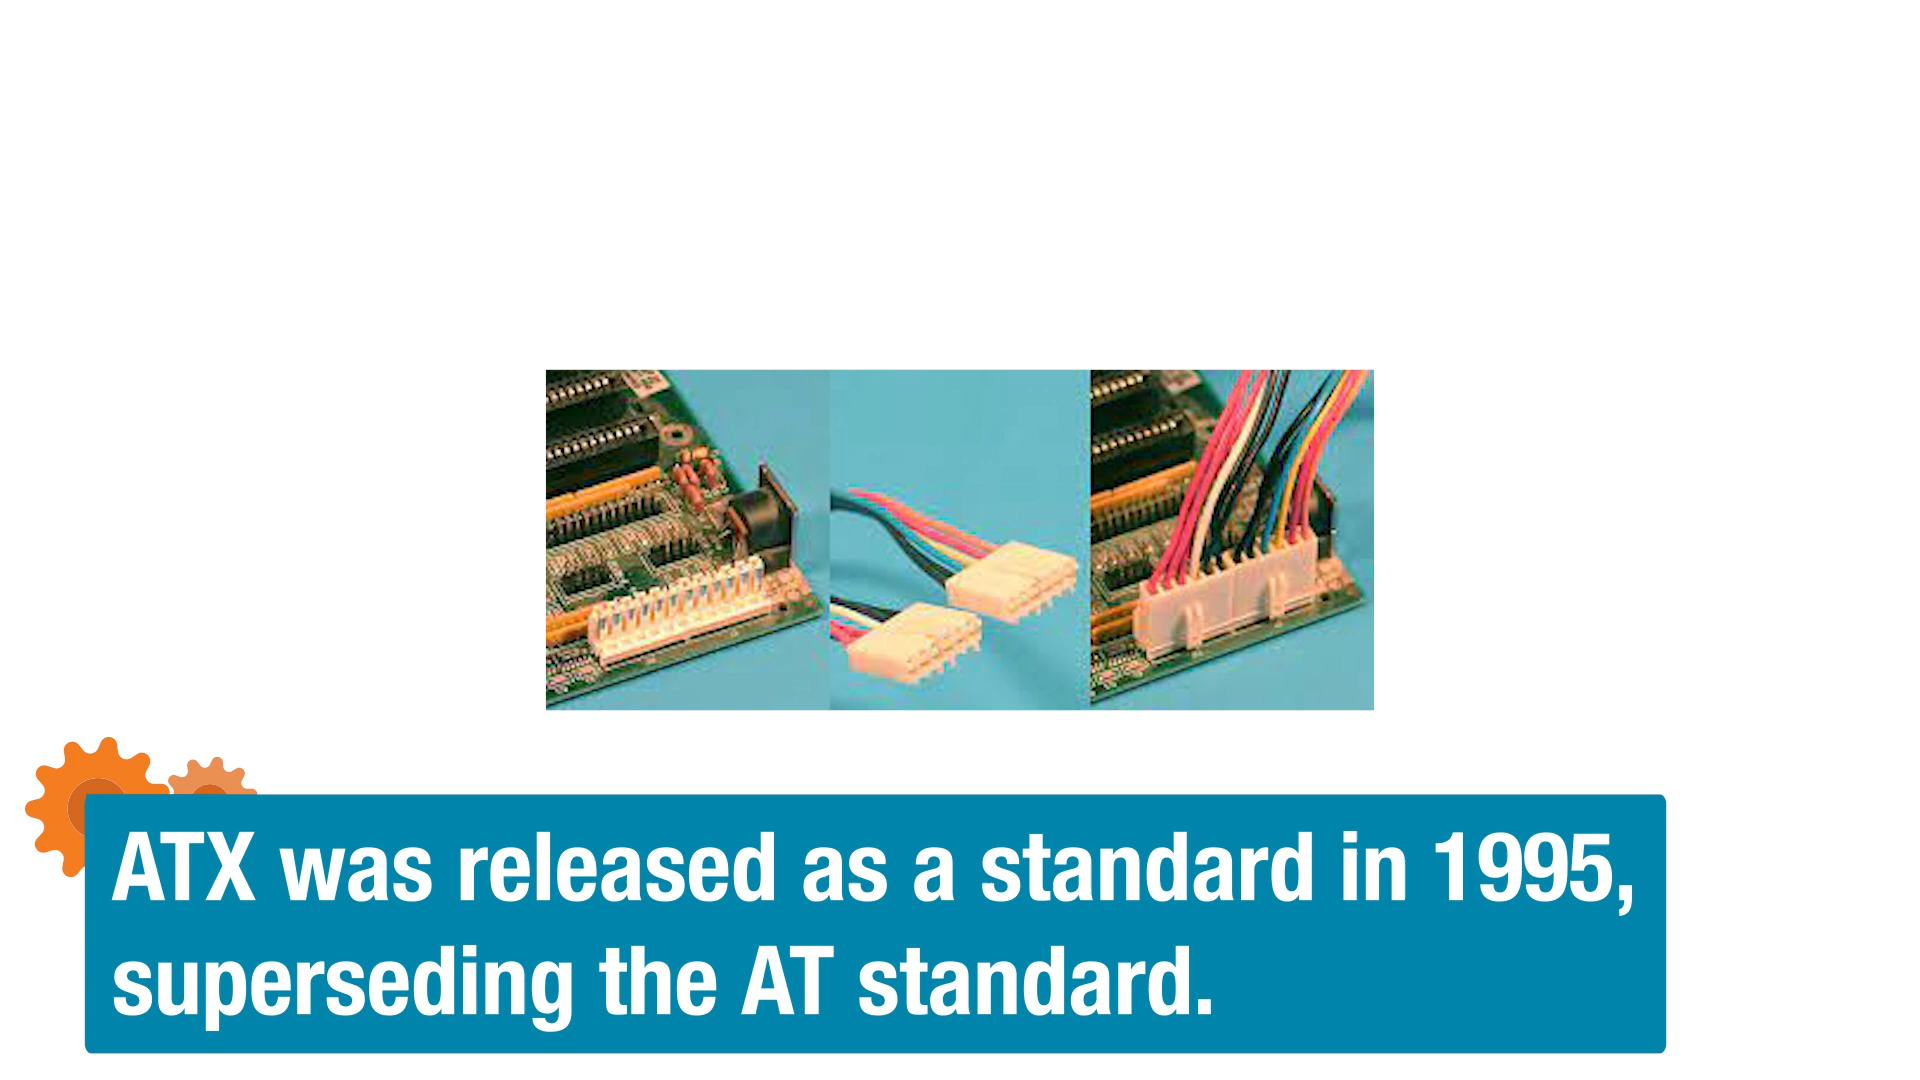 ATX was released as a standard in 1995,
superseding the AT standard.